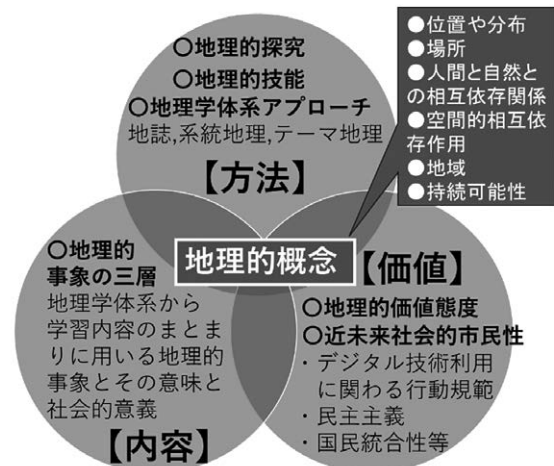 ○地理的探究
○地理的技能
○地理学体系アプローチ
地誌,系統地理,テーマ地理
【方法】
●位置や分布
●場所
●人間と自然と
の相互依存関係
●空間的相互依
存作用
●地域
●持続可能性
地理的概念
○地理的
事象の三層
地理学体系から
学習内容のまとま
りに用いる地理的
事象とその意味と
社会的意義
【内容】
【価値】
○地理的価値態度
○近未来社会的市民性
・デジタル技術利用
に関わる行動規範
・民主主義
・国民統合性等